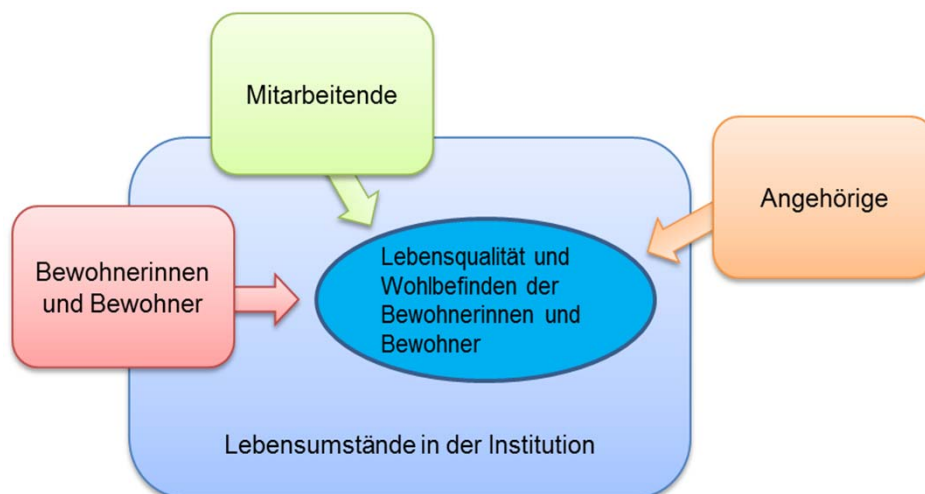 Mitarbeitende
Angehörige
Bewohnerinnen
und Bewohner
Lebensqualität und
Wohlbefinden der
Bewohnerinnen und
Bewohner
Lebensumstände in der Institution